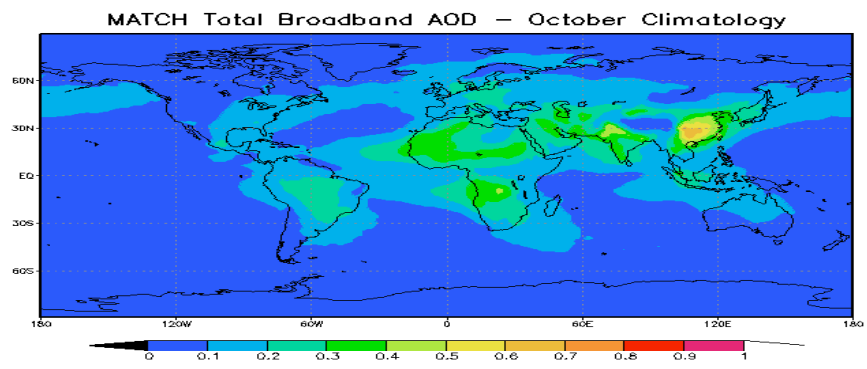 MATCH Total Broadband AOD – October Climatology
60N
30N
EQ
30S
60S
180 120W 60W 0 60E 120E 180
0 0.1 0.2 0.3 0.4 0.5 0.6 0.7 0.8 0.9 1